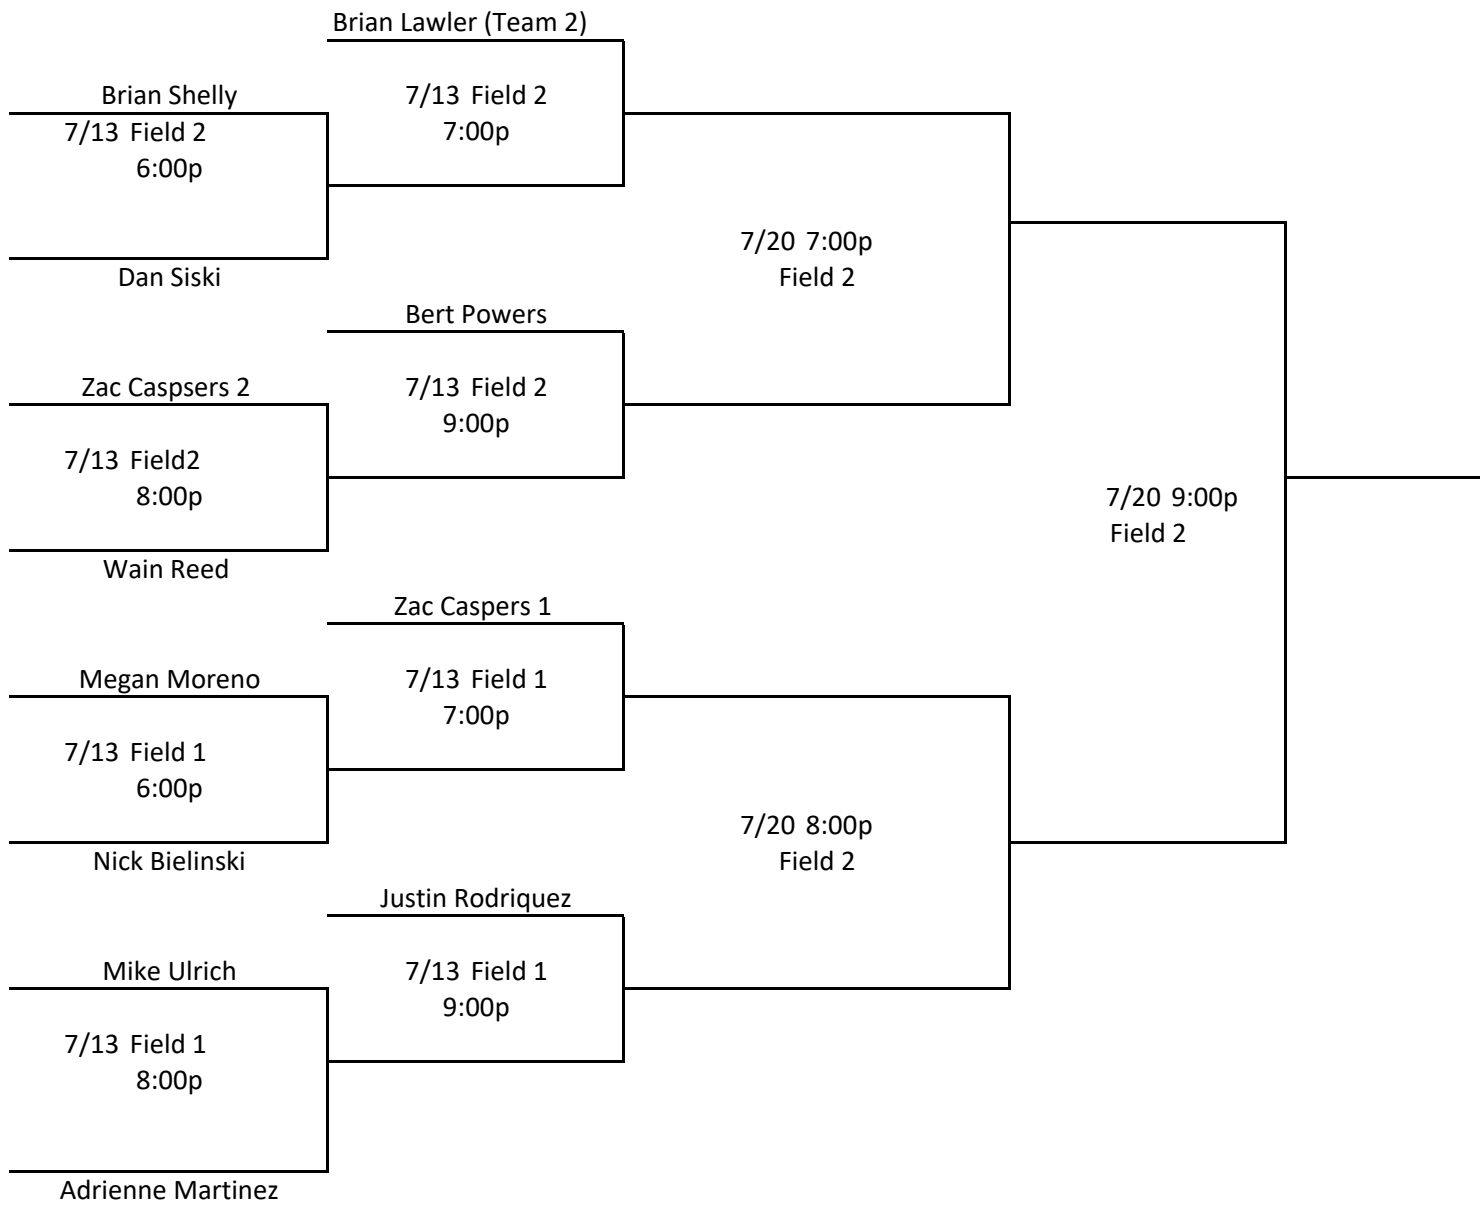 Brian Lawler (Team 2)
Brian Shelly
7/13 Field 2
7:00p
7/13 Field 2
6:00p
Dan Siski
7/20 7:00p
Field 2
Bert Powers
Zac Caspsers 2
7/13 Field 2
9:00p
7/13 Field2
8:00p
Wain Reed
7/20 9:00p
Field 2
Zac Caspers 1
Megan Moreno
7/13 Field 1
7:00p
7/13 Field 1
6:00p
Nick Bielinski
7/20 8:00p
Field 2
Justin Rodriquez
Mike Ulrich
7/13 Field 1
9:00p
7/13 Field 1
8:00p
Adrienne Martinez